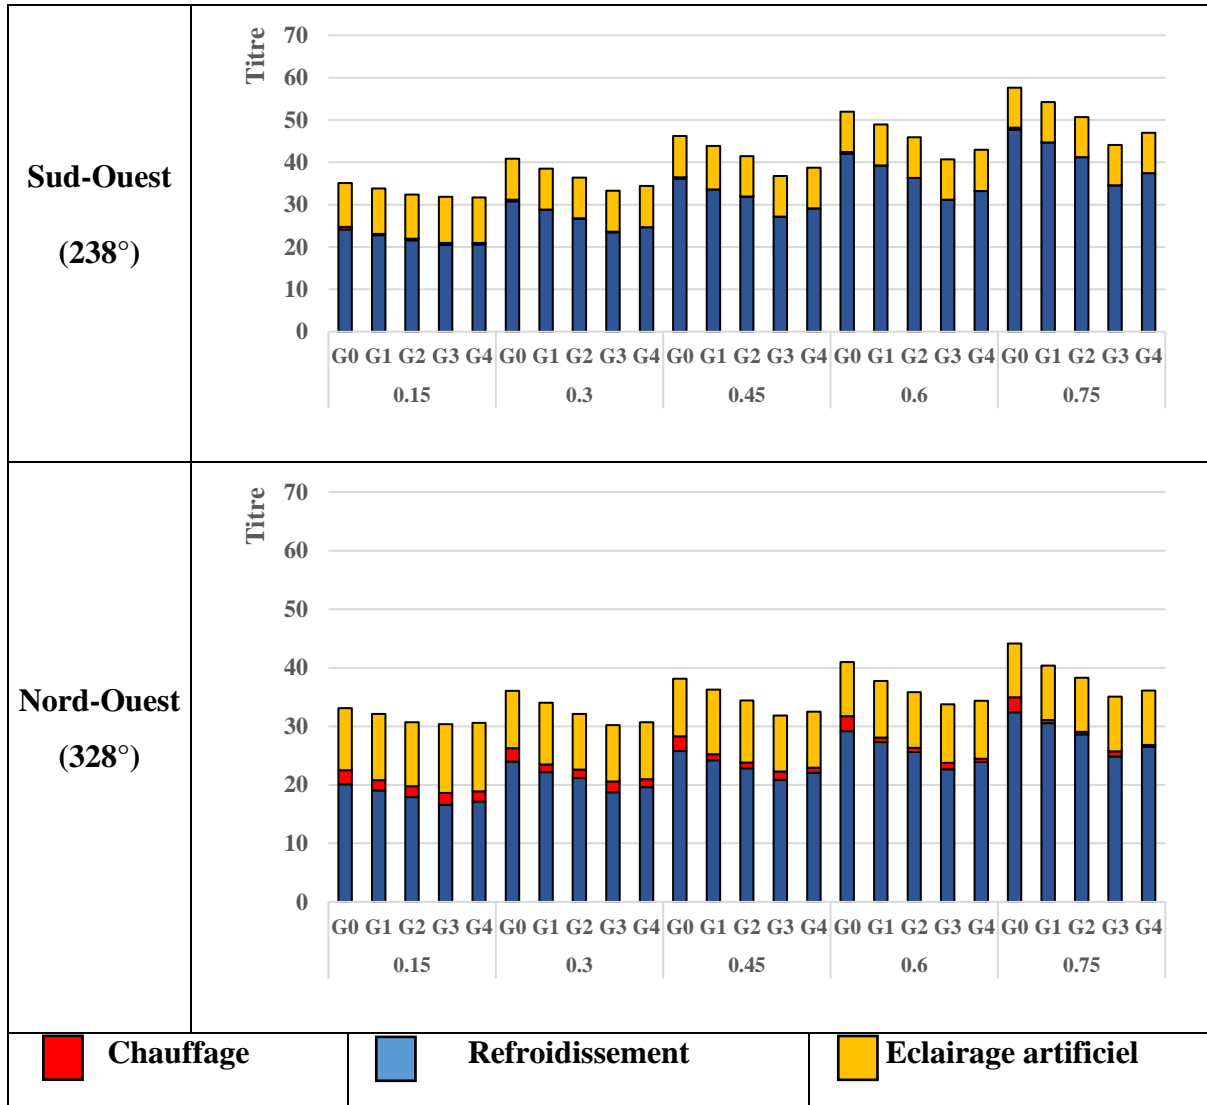 Sud-Ouest
(238°)
Titre
70
60
50
40
30
20
10
0
G0 G1 G2 G3 G4 G0 G1 G2 G3 G4 G0 G1 G2 G3 G4 G0 G1 G2 G3 G4 G0 G1 G2 G3 G4
0.15 0.3 0.45 0.6 0.75
Nord-Ouest
(328°)
Titre
70
60
50
40
30
20
10
0
G0 G1 G2 G3 G4 G0 G1 G2 G3 G4 G0 G1 G2 G3 G4 G0 G1 G2 G3 G4 G0 G1 G2 G3 G4
0.15 0.3 0.45 0.6 0.75
Chauffage Refroidissement Eclairage artificiel